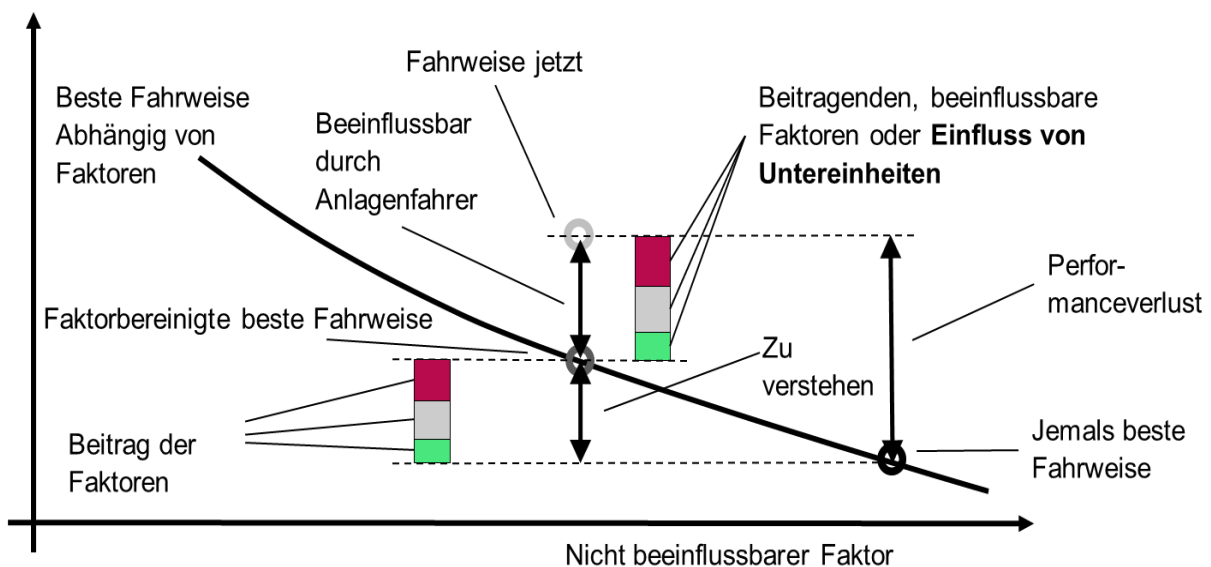 Fahrweise jetzt
Beste Fahrweise
Abhängig von
Faktoren
Beeinflussbar
durch
Anlagenfahrer
Beitragenden, beeinflussbare
Faktoren oder Einfluss von
Untereinheiten
Perfor-
manceverlust
Faktorbereinigte beste Fahrweise
Zu
verstehen
Beitrag der
Faktoren
Jemals beste
Fahrweise
Nicht beeinflussbarer Faktor